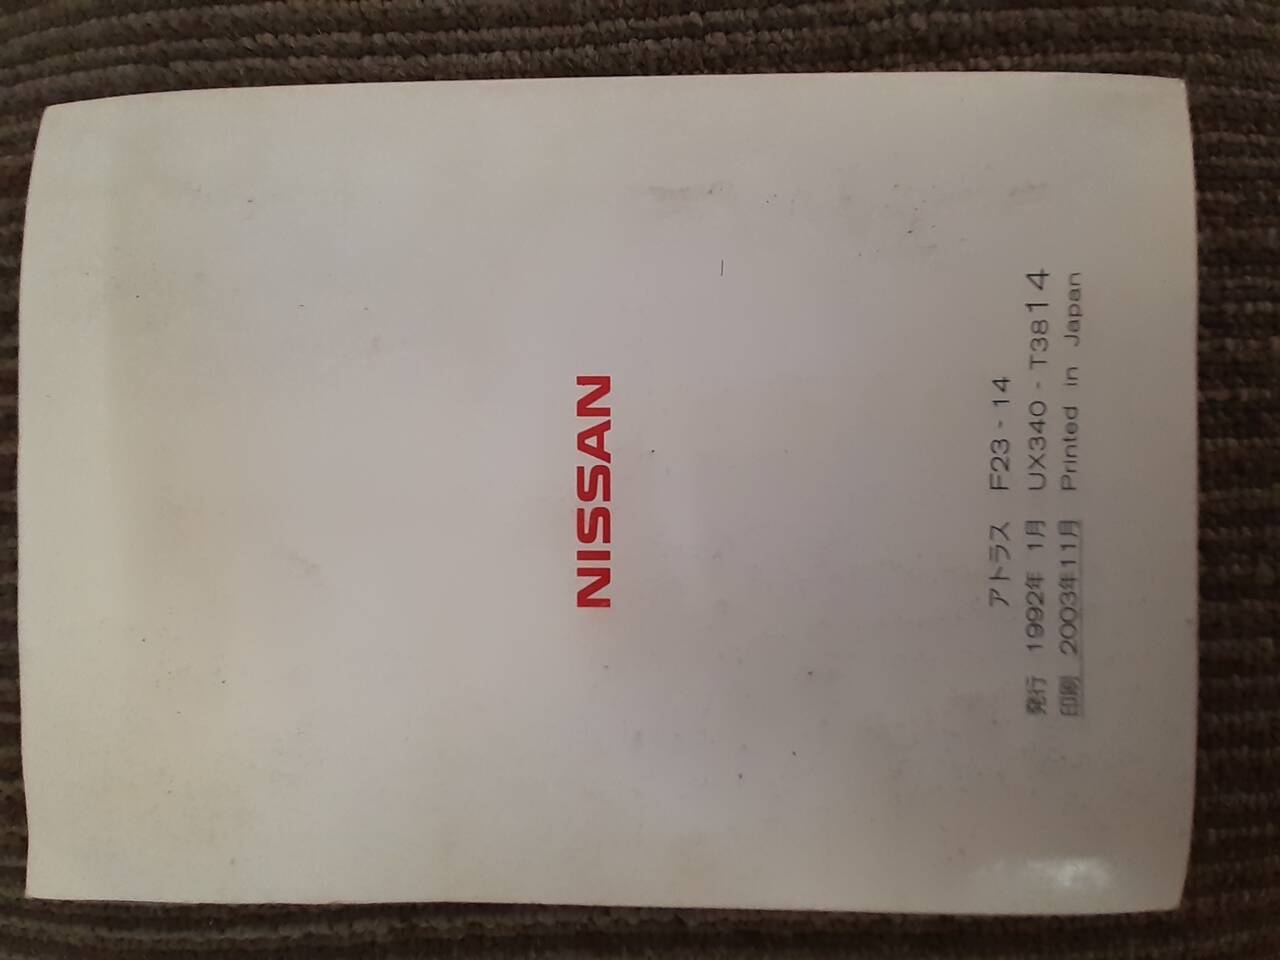 NISSAN
アトラス F23-14
発行 1992年 1月 UX340-T3814
印刷 2003年11月 Printed in Japan